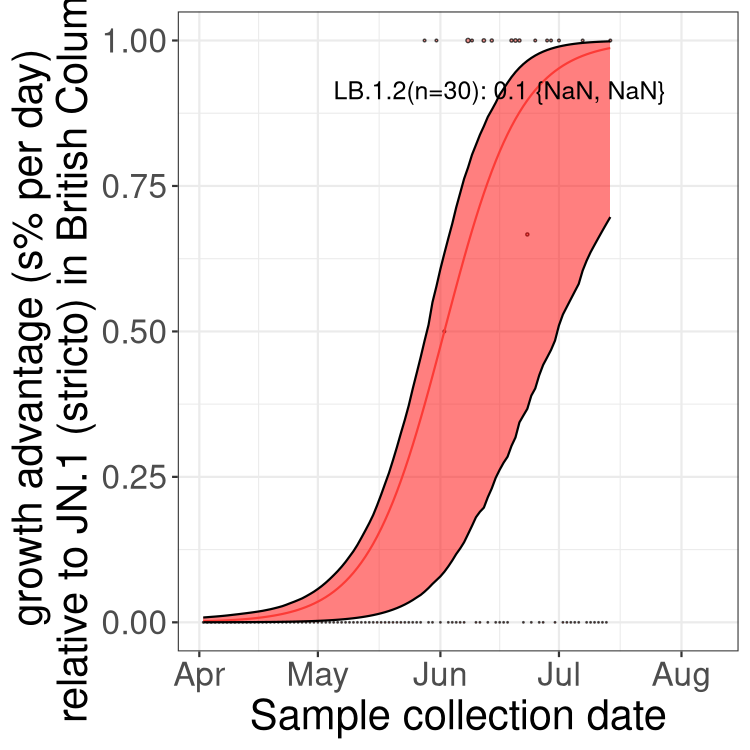 growth advantage (s% per day)
relative to JN.1 (stricto) in British Colum
1.00
0.75
0.50
0.25
0.00
LB.1.2(n=30): 0.1 {NaN, NaN}
Apr May Jun Jul Aug
Sample collection date